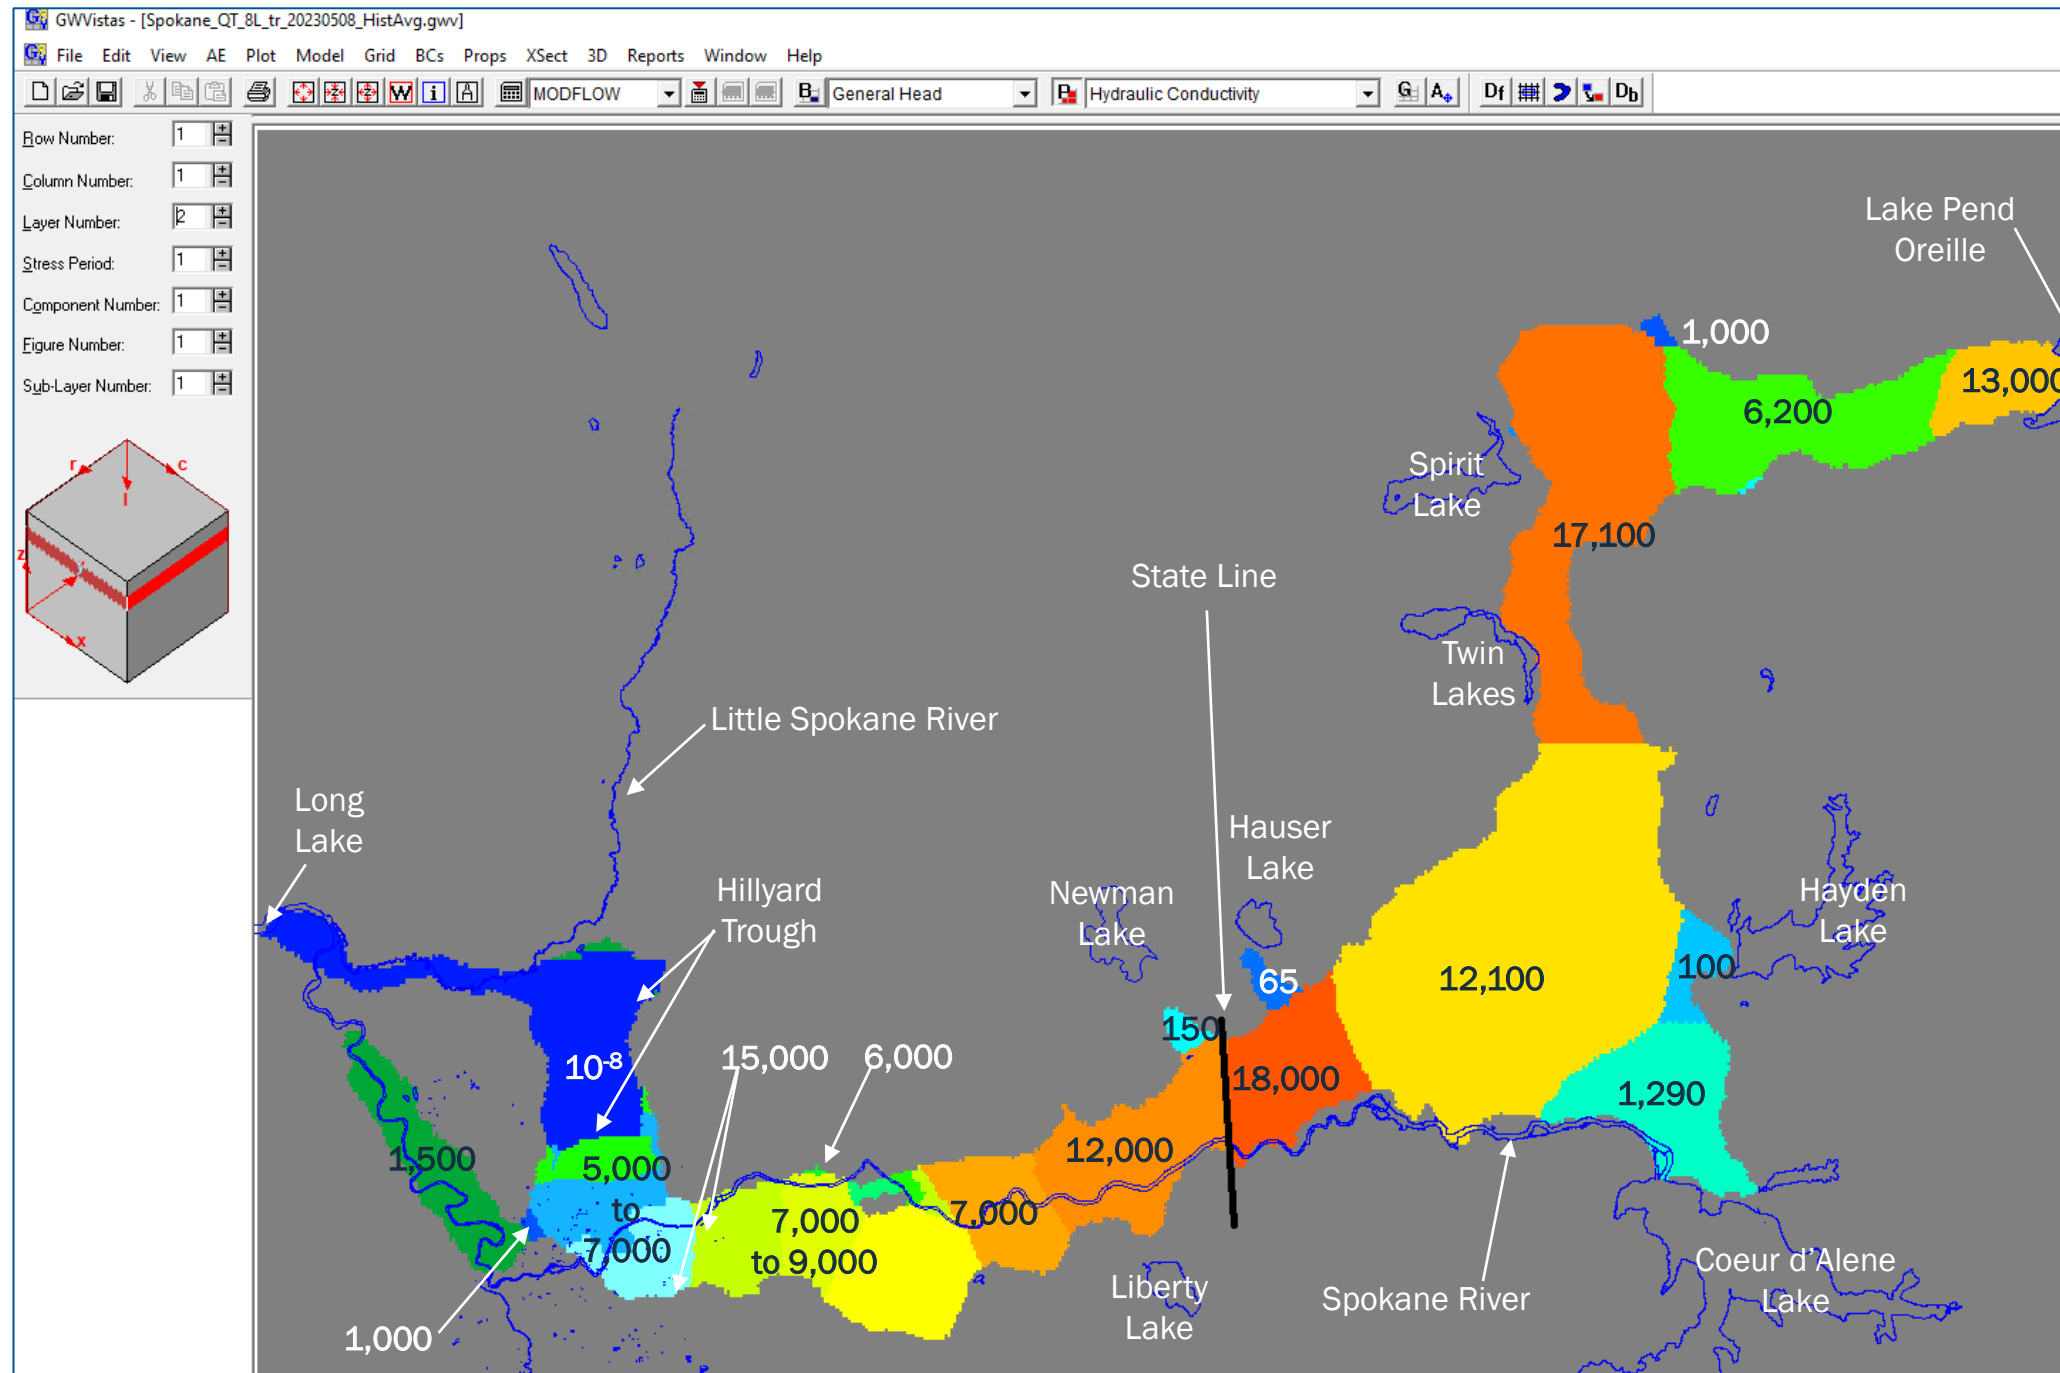 GWVistas - [Spokane_QT_8L_tr_20230508_HistAvg.gwv]
File Edit View AE Plot Model Grid BCs Props XSect 3D Reports Window Help
MODFLOW General Head Hydraulic Conductivity Df Db
Row Number: 1
Column Number: 1
Layer Number: 2
Stress Period: 1
Component Number: 1
Figure Number: 1
Sub-Layer Number: 1
r c
l
z
x
Lake Pend
Oreille
1,000
13,000
6,200
Spirit
Lake
17,100
State Line
Twin
Lakes
Little Spokane River
Long
Lake
Hauser
Lake
Hillyard
Trough
Newman
Lake
Hayden
Lake
65
12,100
100
150
10-8
15,000
6,000
18,000
1,290
1,500
12,000
5,000
to
7,000
7,000
to 9,000
7,000
Liberty
Lake
Spokane River
Coeur d'Alene
Lake
1,000